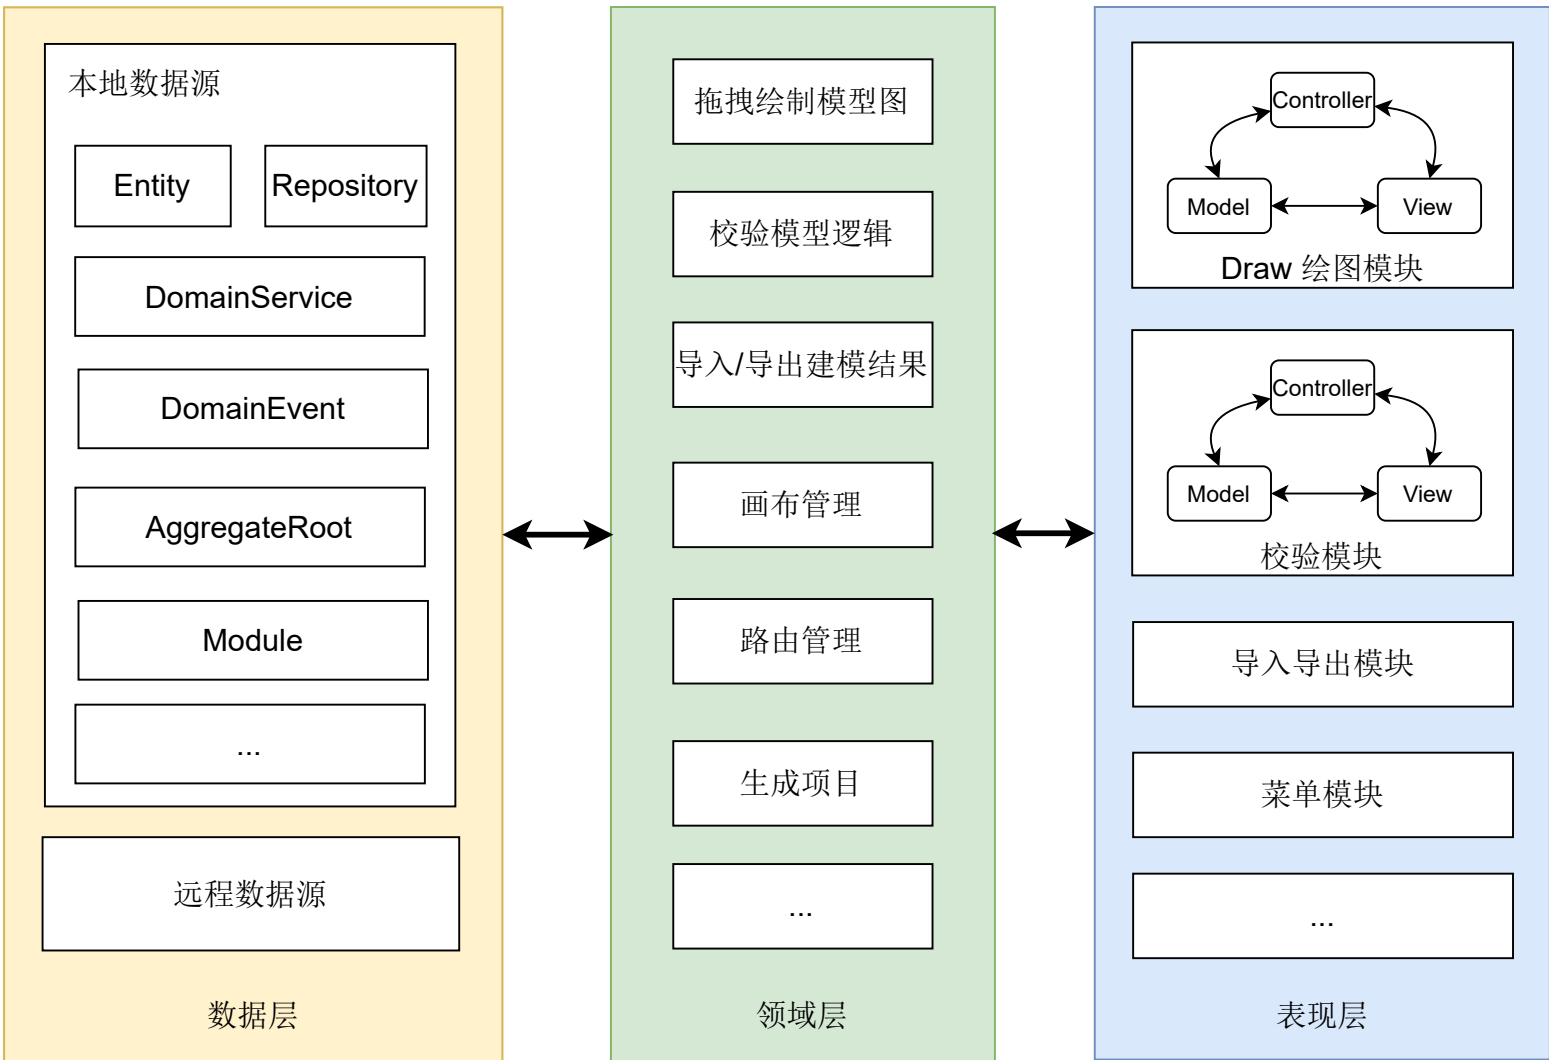 本地数据源
Entity
Repository
DomainService
DomainEvent
AggregateRoot
Module
...
远程数据源
数据层
拖拽绘制模型图
校验模型逻辑
导入/导出建模结果
画布管理
路由管理
生成项目
...
领域层
Controller
Model
View
Draw 绘图模块
Controller
Model
View
校验模块
导入导出模块
菜单模块
...
表现层